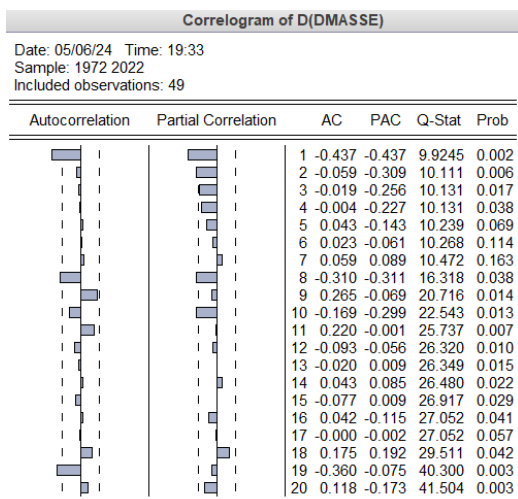 Correlogram of D(DMASSE)
Date: 05/06/24 Time: 19:33
Sample: 1972 2022
Included observations: 49
Autocorrelation Partial Correlation AC PAC Q-Stat Prob
1 -0.437 -0.437 9.9245 0.002
2 -0.059 -0.309 10.111 0.006
3 -0.019 -0.256 10.131 0.017
4 -0.004 -0.227 10.131 0.038
5 0.043 -0.143 10.239 0.069
6 0.023 -0.061 10.268 0.114
7 0.059 0.089 10.472 0.163
8 -0.310 -0.311 16.318 0.038
9 0.265 -0.069 20.716 0.014
10 -0.169 -0.299 22.543 0.013
11 0.220 -0.001 25.737 0.007
12 -0.093 -0.056 26.320 0.010
13 -0.020 0.009 26.349 0.015
14 0.043 0.085 26.480 0.022
15 -0.077 0.009 26.917 0.029
16 0.042 -0.115 27.052 0.041
17 -0.000 -0.002 27.052 0.057
18 0.175 0.192 29.511 0.042
19 -0.360 -0.075 40.300 0.003
20 0.118 -0.173 41.504 0.003